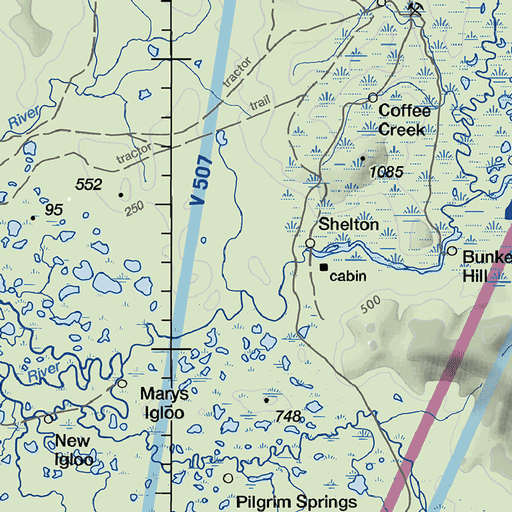 River
tractor
trail
Coffee
Creek
tractor
1085
552
V 507
95
250
Shelton
Bunke
Hill
cabin
500
River
Marys
Igloo
748
New
Igloo
Pilgrim Springs